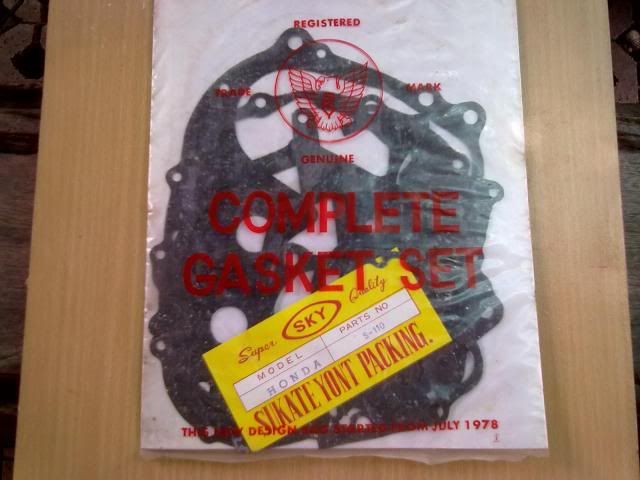 REGISTERED
TRADE MARK
GENUINE
COMPLETE
GASKET SET
Super SKY Quality
MODEL PARTS NO
HONDA S-110
SUKATE YONT PACKING.
THIS NEW DESIGN WAS STARTED FROM JULY 1978